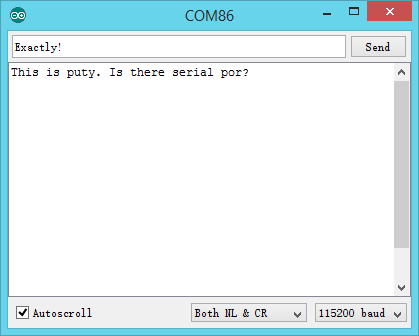 COM86
Exactly!
Send
This is puty. Is there serial por?
Autoscroll
Both NL & CR
115200 baud